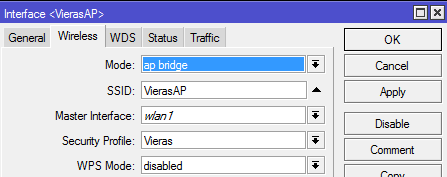 Interface <VierasAP>
General Wireless WDS Status Traffic
OK
Mode: ap bridge
Cancel
SSID: VierasAP
Apply
Master Interface: wlan1
Disable
Security Profile: Vieras
Comment
WPS Mode: disabled
Copy